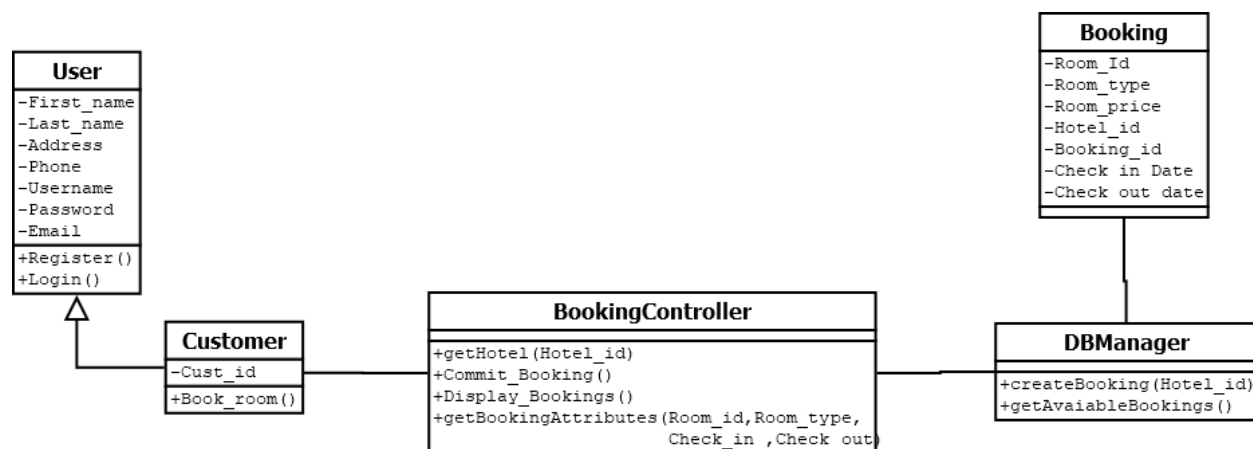 User
-First_name
-Last_name
-Address
-Phone
-Username
-Password
-Email
+Register()
+Login()
Customer
-Cust_id
+Book_room()
BookingController
+getHotel(Hotel_id)
+Commit_Booking()
+Display_Bookings()
+getBookingAttributes(Room_id,Room_type,
Check_in ,Check out)
Booking
-Room_Id
-Room_type
-Room_price
-Hotel_id
-Booking_id
-Check in Date
-Check out date
DBManager
+createBooking(Hotel_id)
+getAvaiableBookings()